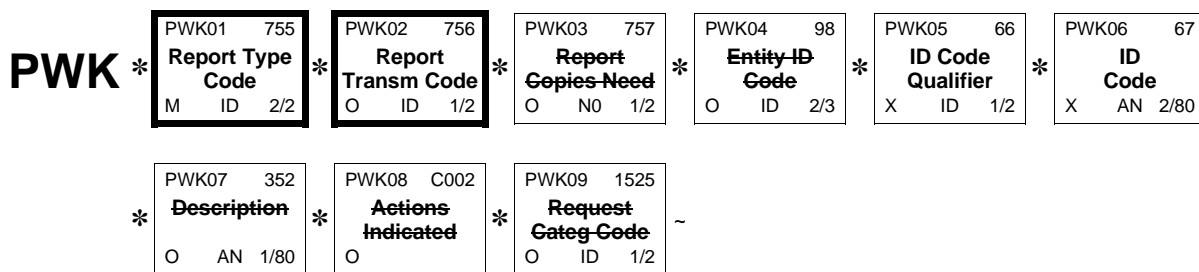 PWK * PWK01 755 * PWK02 756 * PWK03 757 * PWK04 98 * PWK05 66 * PWK06 67
Report Type Report Report Entity ID ID Code ID
Code Transm Code Copies Need Code Qualifier Code
M ID 2/2 O ID 1/2 O N0 1/2 O ID 2/3 X ID 1/2 X AN 2/80
* PWK07 352 * PWK08 C002 * PWK09 1525 ~
Description Actions Request
Indicated Categ Code
O AN 1/80 O O ID 1/2